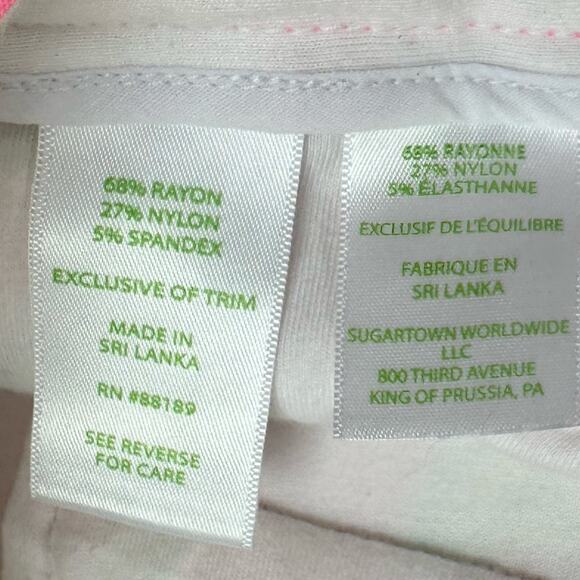 68% RAYON
27% NYLON
5% SPANDEX
EXCLUSIVE OF TRIM
MADE IN
SRI LANKA
RN #88189
SEE REVERSE
FOR CARE
68% RAYONNE
27% NYLON
5% ÉLASTHANNE
EXCLUSIF DE L'ÉQUILIBRE
FABRIQUE EN
SRI LANKA
SUGARTOWN WORLDWIDE
LLC
800 THIRD AVENUE
KING OF PRUSSIA, PA